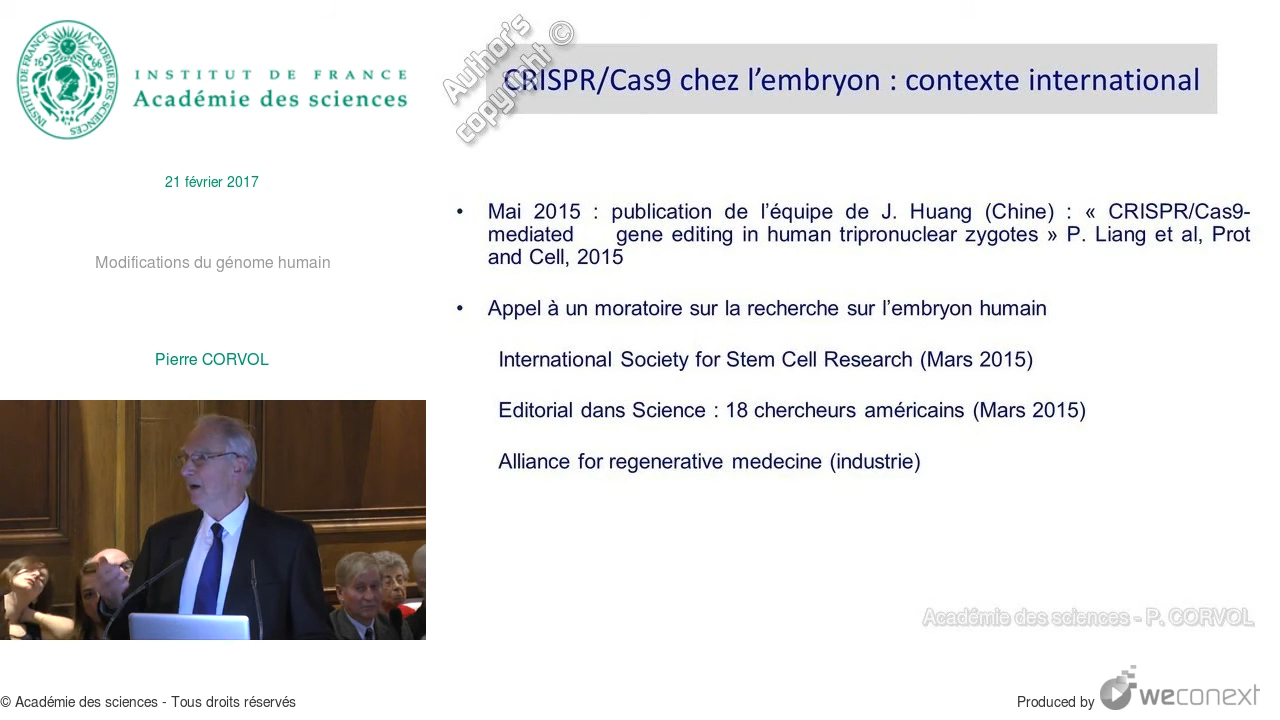 INSTITUT DE FRANCE
Académie des sciences
21 février 2017
Modifications du génome humain
Pierre CORVOL
Author's
copyright ©
CRISPR/Cas9 chez l’embryon : contexte international
• Mai 2015 : publication de l’équipe de J. Huang (Chine) : « CRISPR/Cas9-
mediated gene editing in human tripronuclear zygotes » P. Liang et al, Prot
and Cell, 2015
• Appel à un moratoire sur la recherche sur l’embryon humain
International Society for Stem Cell Research (Mars 2015)
Editorial dans Science : 18 chercheurs américains (Mars 2015)
Alliance for regenerative medecine (industrie)
Académie des sciences - P. CORVOL
© Académie des sciences - Tous droits réservés
Produced by weconext